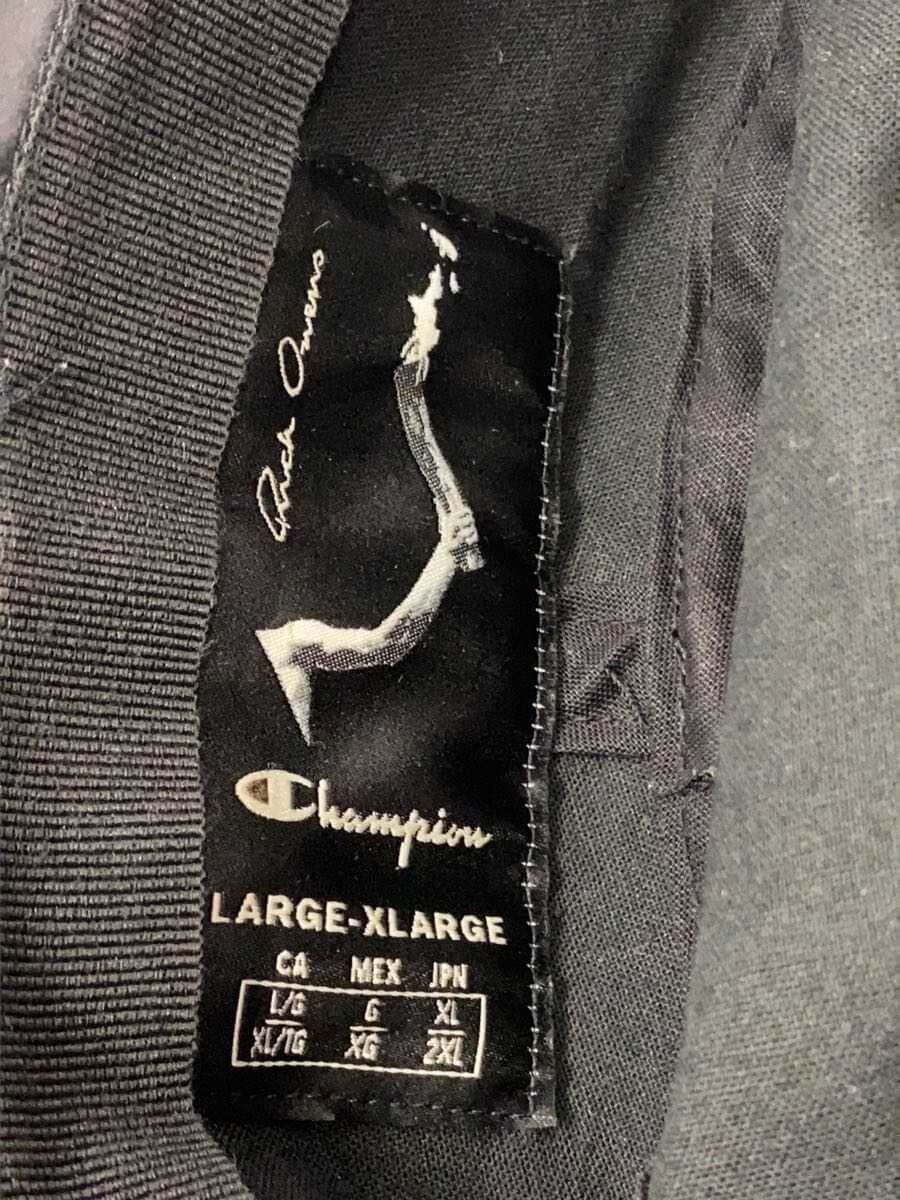 Rick Owens
Champion
LARGE-XLARGE
CA MEX JPN
L/G G XL
XL/TG XG 2XL